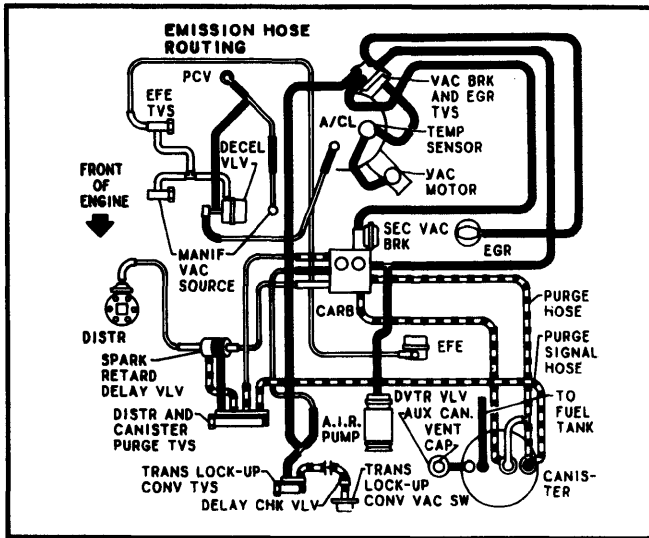 EMISSION HOSE
ROUTING
PCV
EFE
TVS
VAC BRK
AND EGR
TVS
A/CL
TEMP
SENSOR
DECEL
VLV
VAC
MOTOR
FRONT
OF
ENGINE
SEC VAC
BRK
EGR
MANIF
VAC
SOURCE
CARB
PURGE
HOSE
DISTR
EFE
PURGE
SIGNAL
HOSE
SPARK
RETARD
DELAY VLV
DVTR VLV
AUX CAN.
VENT
CAP
TO
FUEL
TANK
DISTR AND
CANISTER
PURGE TVS
A.I.R.
PUMP
TRANS LOCK-UP
CONV TVS
DELAY CHK VLV
TRANS
LOCK-UP
CONV VAC SW
CANIS-
TER